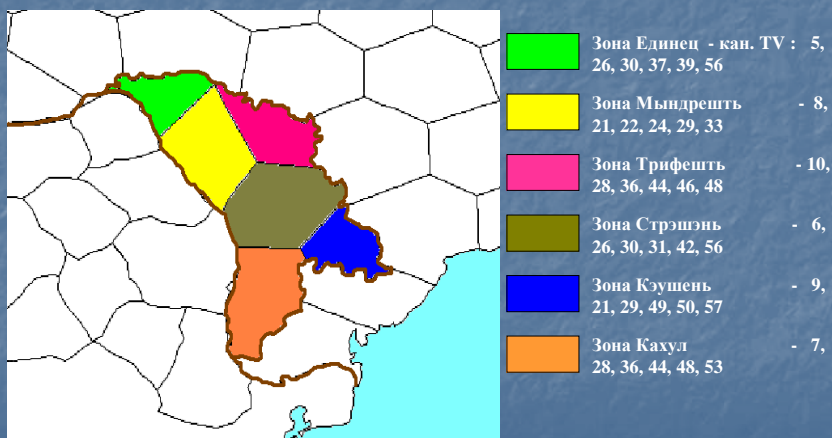 Зона Единец - кан. TV : 5,
26, 30, 37, 39, 56
Зона Мындрешть - 8,
21, 22, 24, 29, 33
Зона Трифешть - 10,
28, 36, 44, 46, 48
Зона Стрэшэнь - 6,
26, 30, 31, 42, 56
Зона Кэушень - 9,
21, 29, 49, 50, 57
Зона Кахул - 7,
28, 36, 44, 48, 53